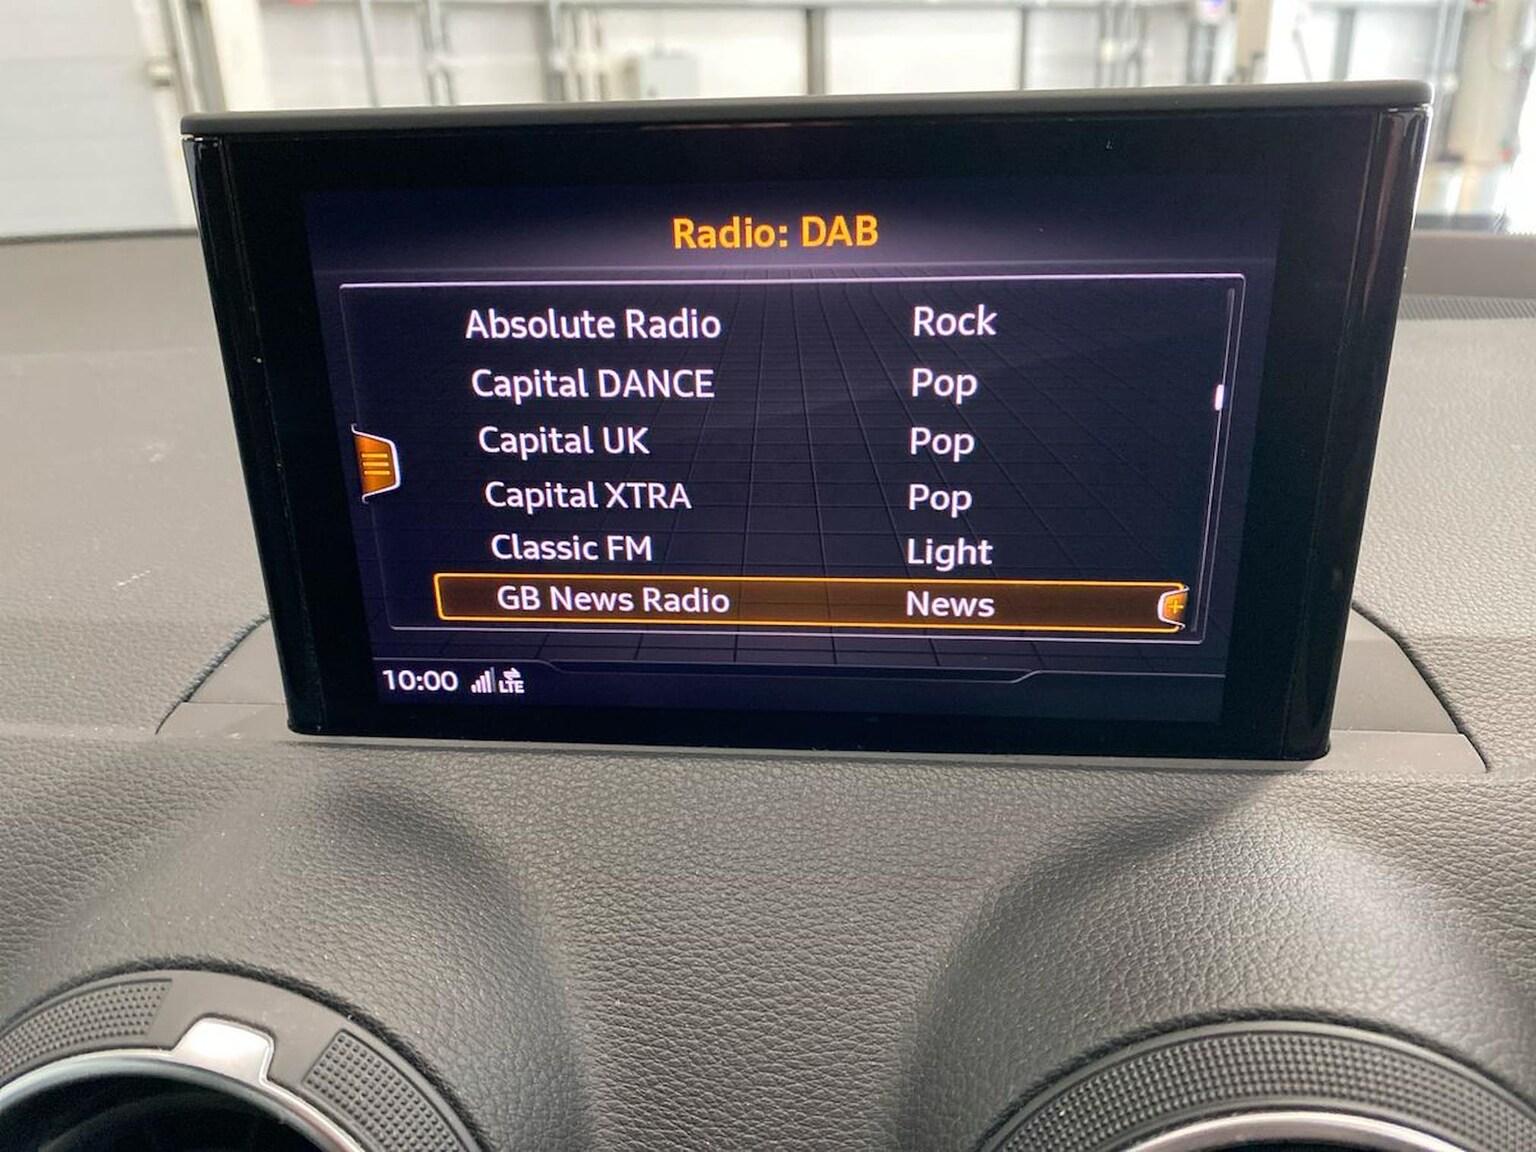 Radio: DAB
Absolute Radio Rock
Capital DANCE Pop
Capital UK Pop
Capital XTRA Pop
Classic FM Light
GB News Radio News
10:00 LTE